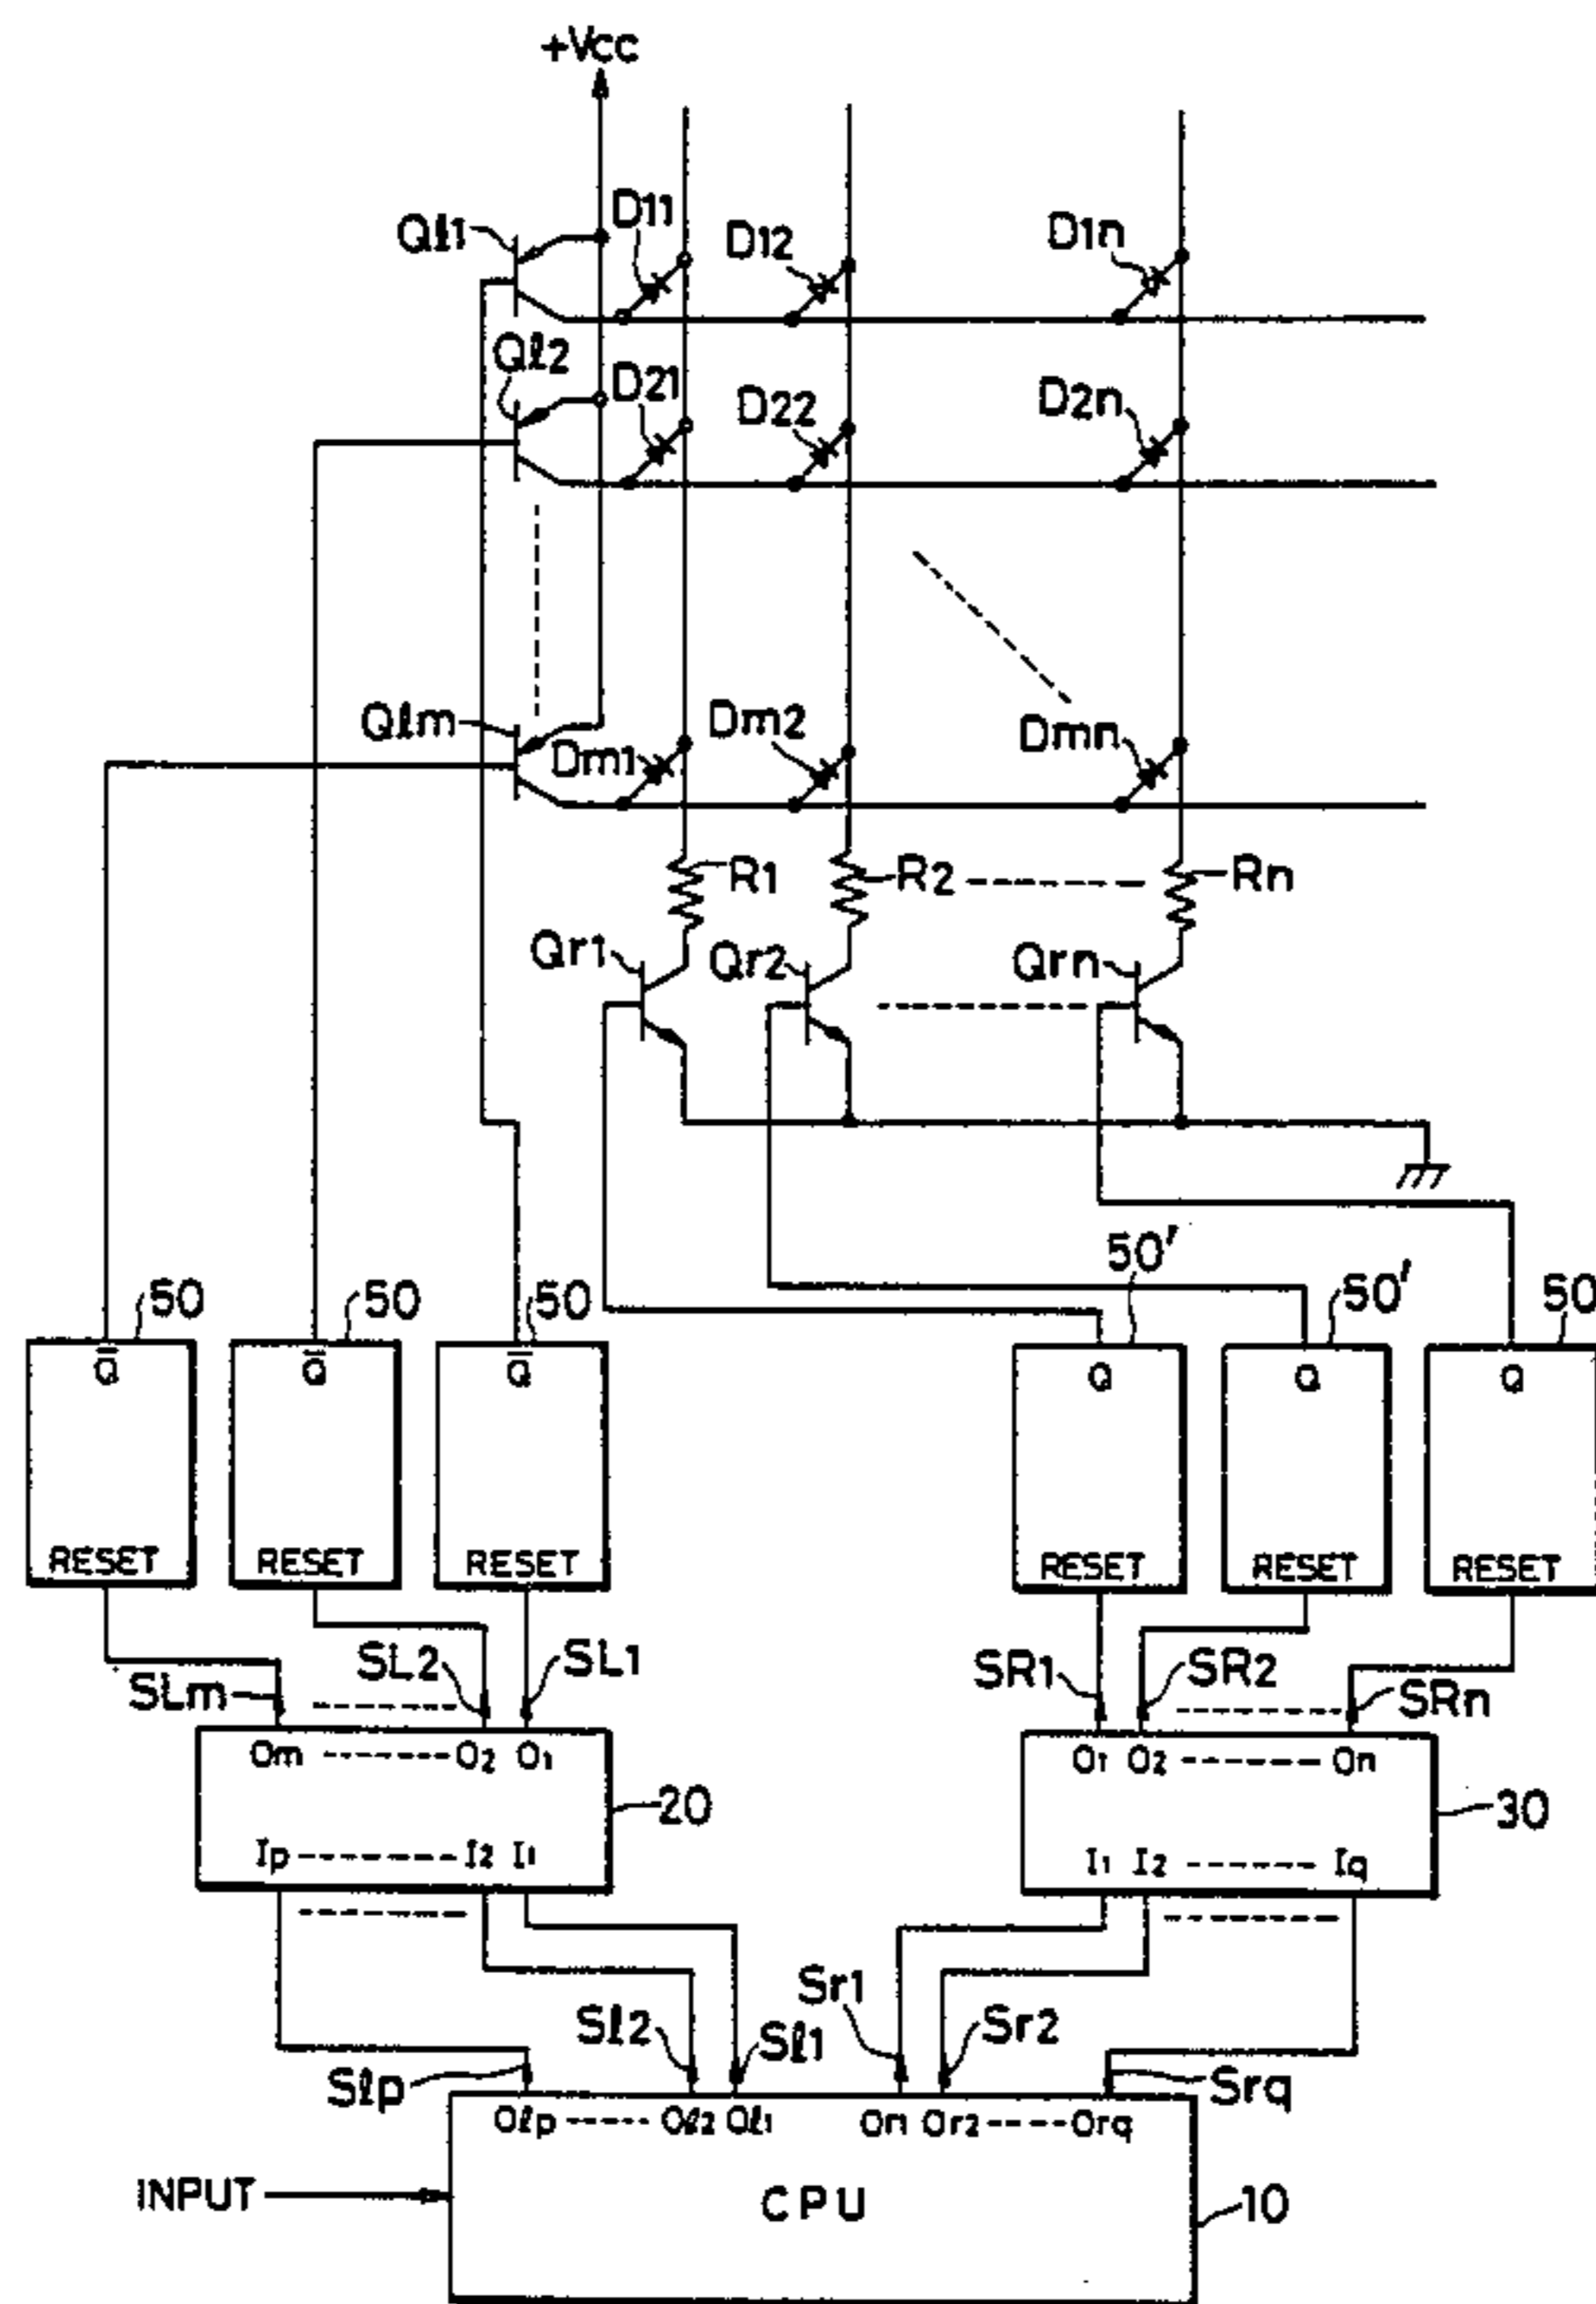 +Vcc
Qℓ1 D11 D12 D1n
Qℓ2 D21 D22 D2n
Qℓm Dm1 Dm2 Dmn
R1 R2 Rn
Qr1 Qr2 Qrn
50 50 50 50' 50' 50
Q̅ Q̅ Q̅ Q Q Q
RESET RESET RESET RESET RESET RESET
SLm SL2 SL1 SR1 SR2 SRn
Om O2 O1 O1 O2 On
20 30
Ip I2 I1 I1 I2 Iq
Sℓp Sℓ2 Sℓ1 Sr1 Sr2 Srq
Oℓp Oℓ2 Oℓ1 On Or2 Orq
INPUT CPU 10